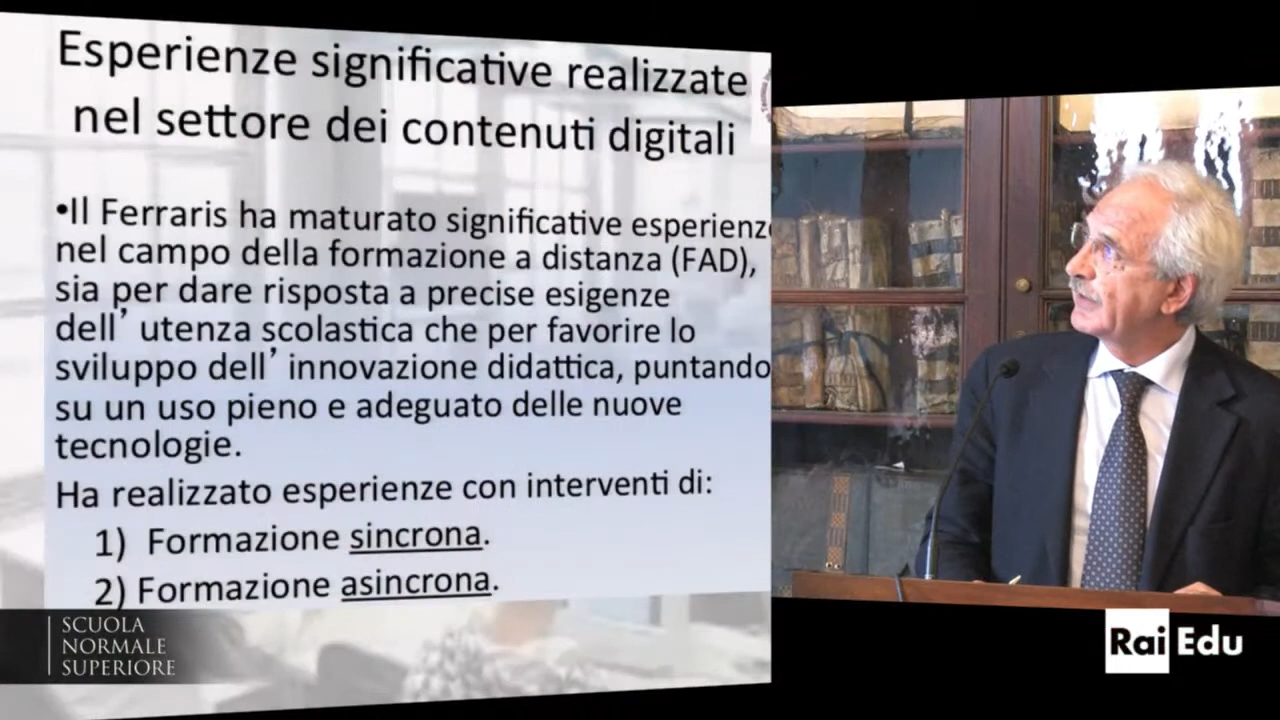 Esperienze significative realizzate
nel settore dei contenuti digitali
•Il Ferraris ha maturato significative esperienz
nel campo della formazione a distanza (FAD),
sia per dare risposta a precise esigenze
dell’ utenza scolastica che per favorire lo
sviluppo dell’ innovazione didattica, puntando
su un uso pieno e adeguato delle nuove
tecnologie.
Ha realizzato esperienze con interventi di:
1) Formazione sincrona.
2) Formazione asincrona.
SCUOLA
NORMALE
SUPERIORE
Rai Edu